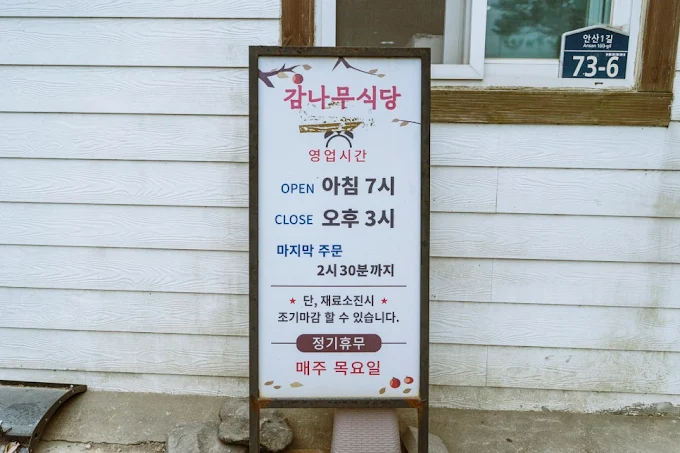 안산1길
Ansan 1(il)-gil
73-6
감나무식당
영업시간
OPEN 아침 7시
CLOSE 오후 3시
마지막 주문
2시 30분까지
★ 단, 재료소진시 ★
조기마감 할 수 있습니다.
정기휴무
매주 목요일